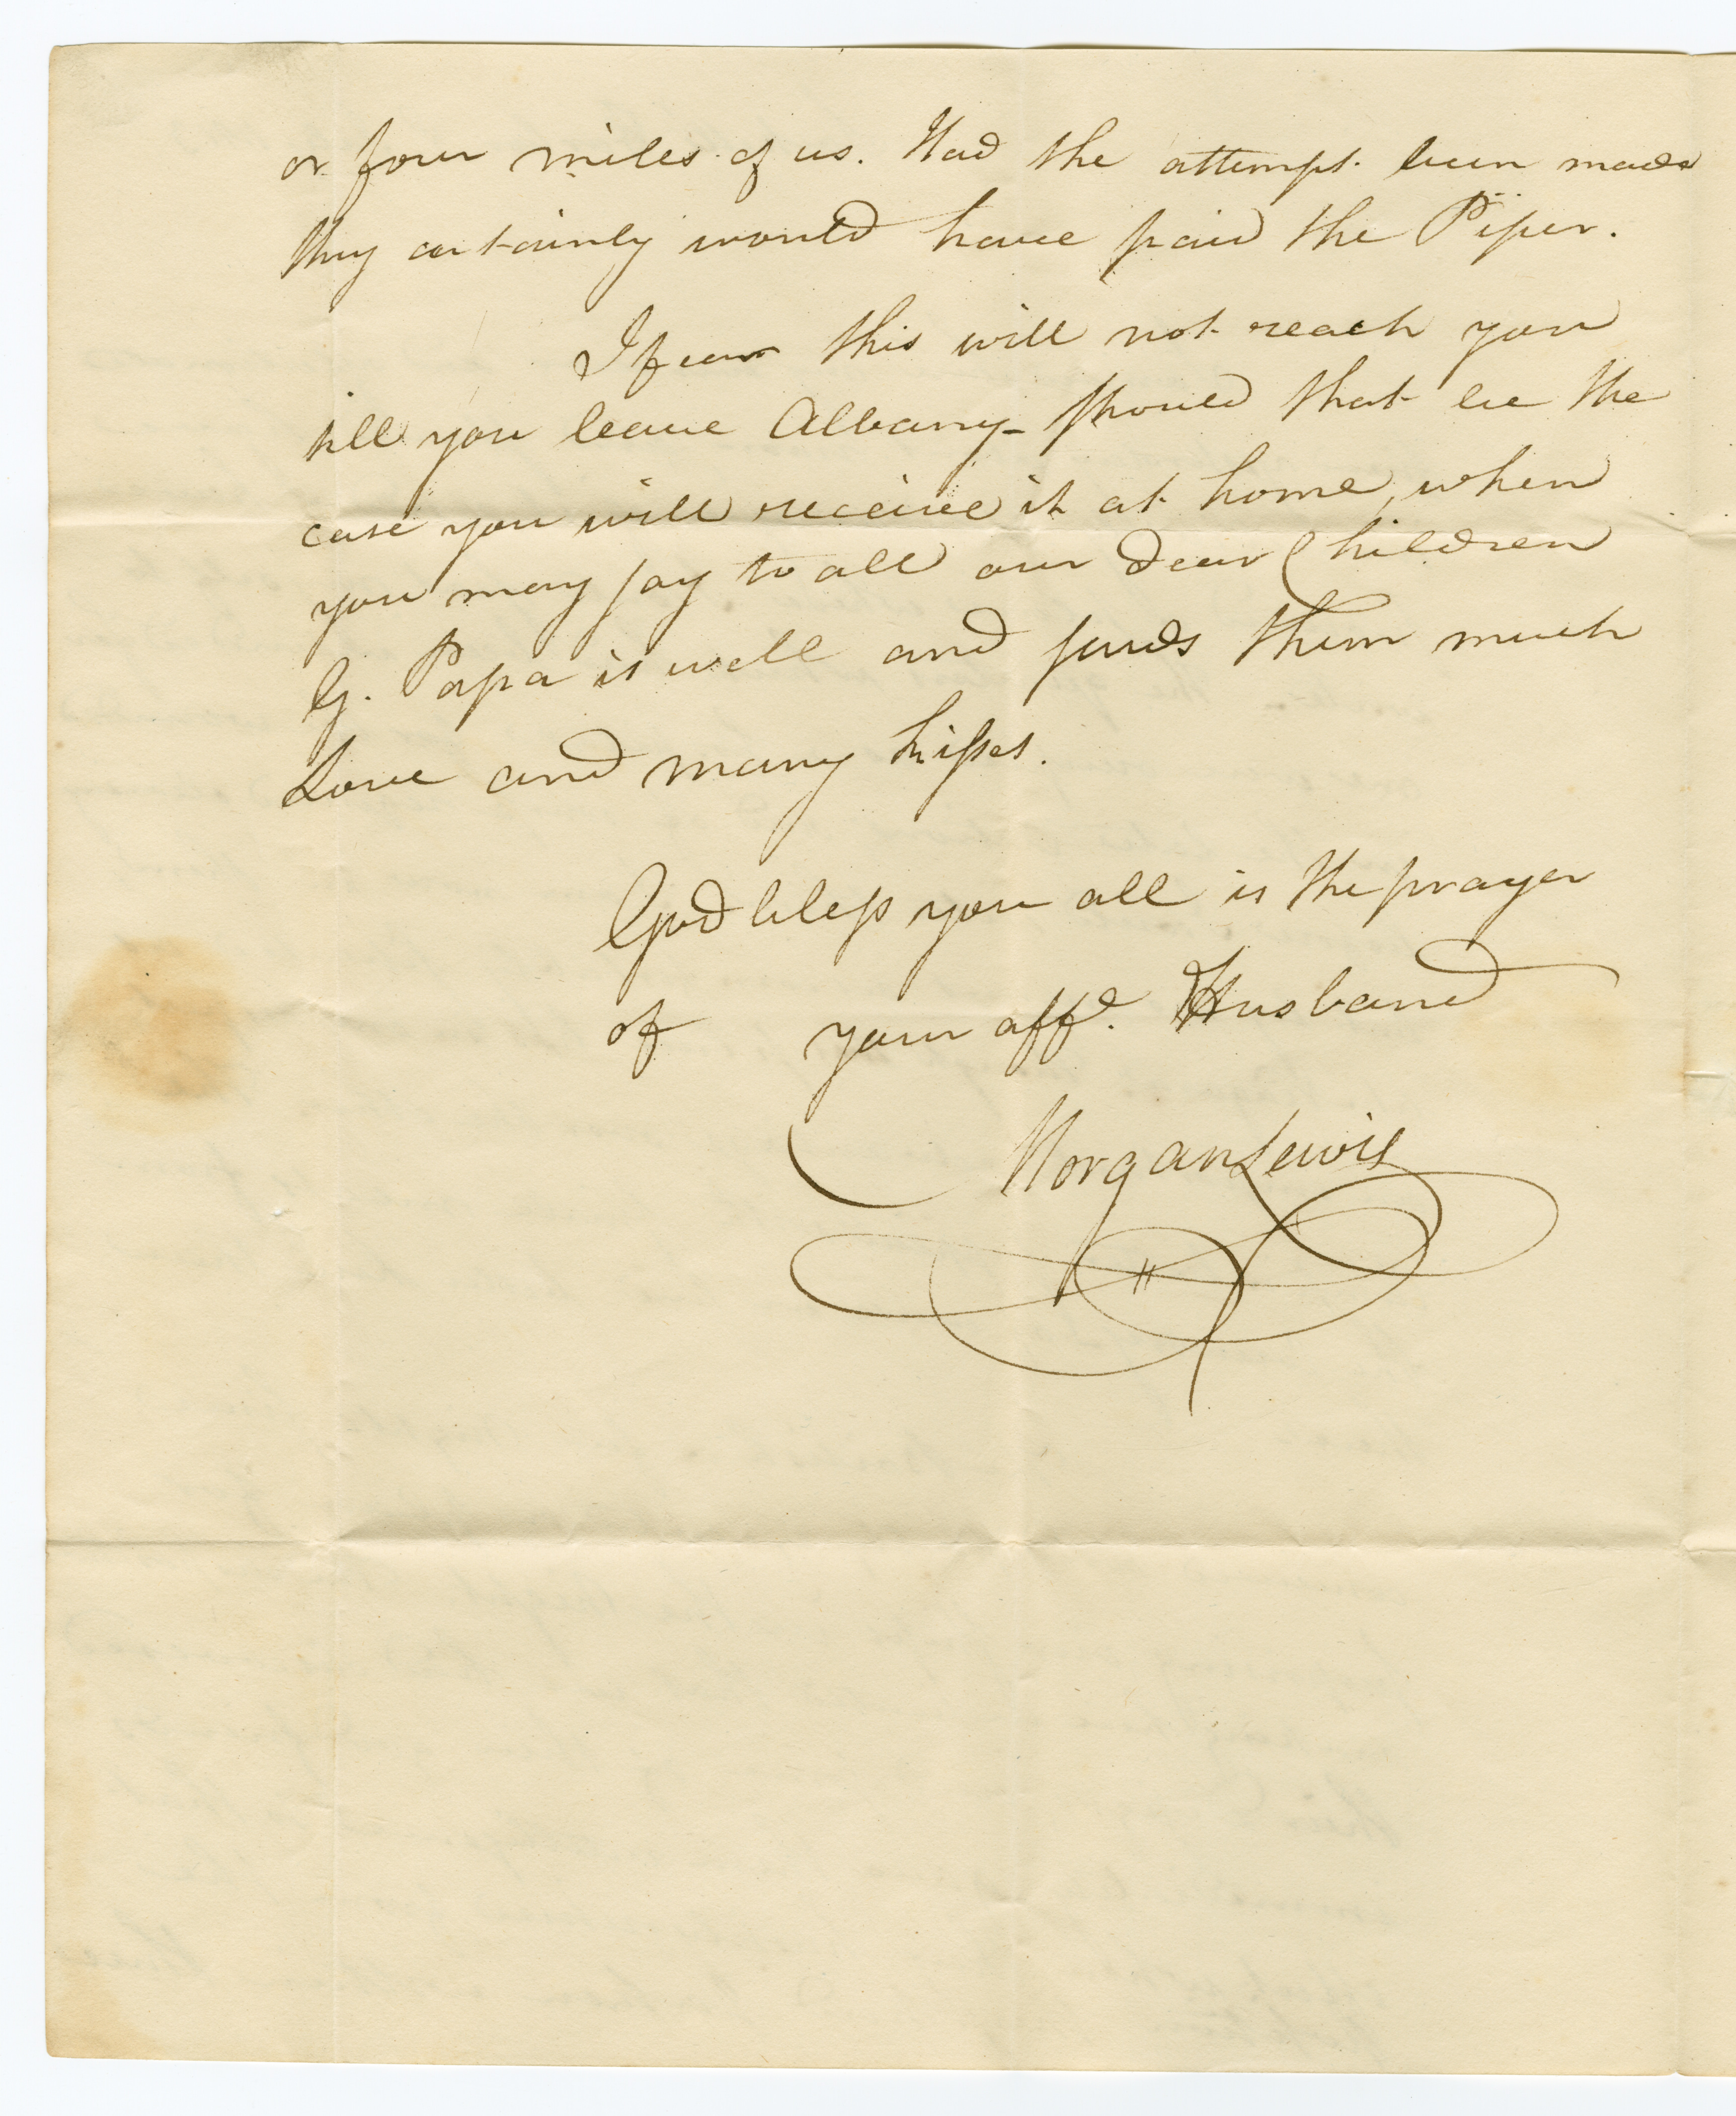 or four miles of us. Had the attempt been made
they certainly would have paid the Piper.
I fear this will not reach you
till you leave Albany - should that be the
case you will receive it at home, when
you may say to all our dear Children
G. Papa is well and sends them much
Love and many kisses.
God bless you all is the prayer
of your affe. Husband
Morgan Lewis